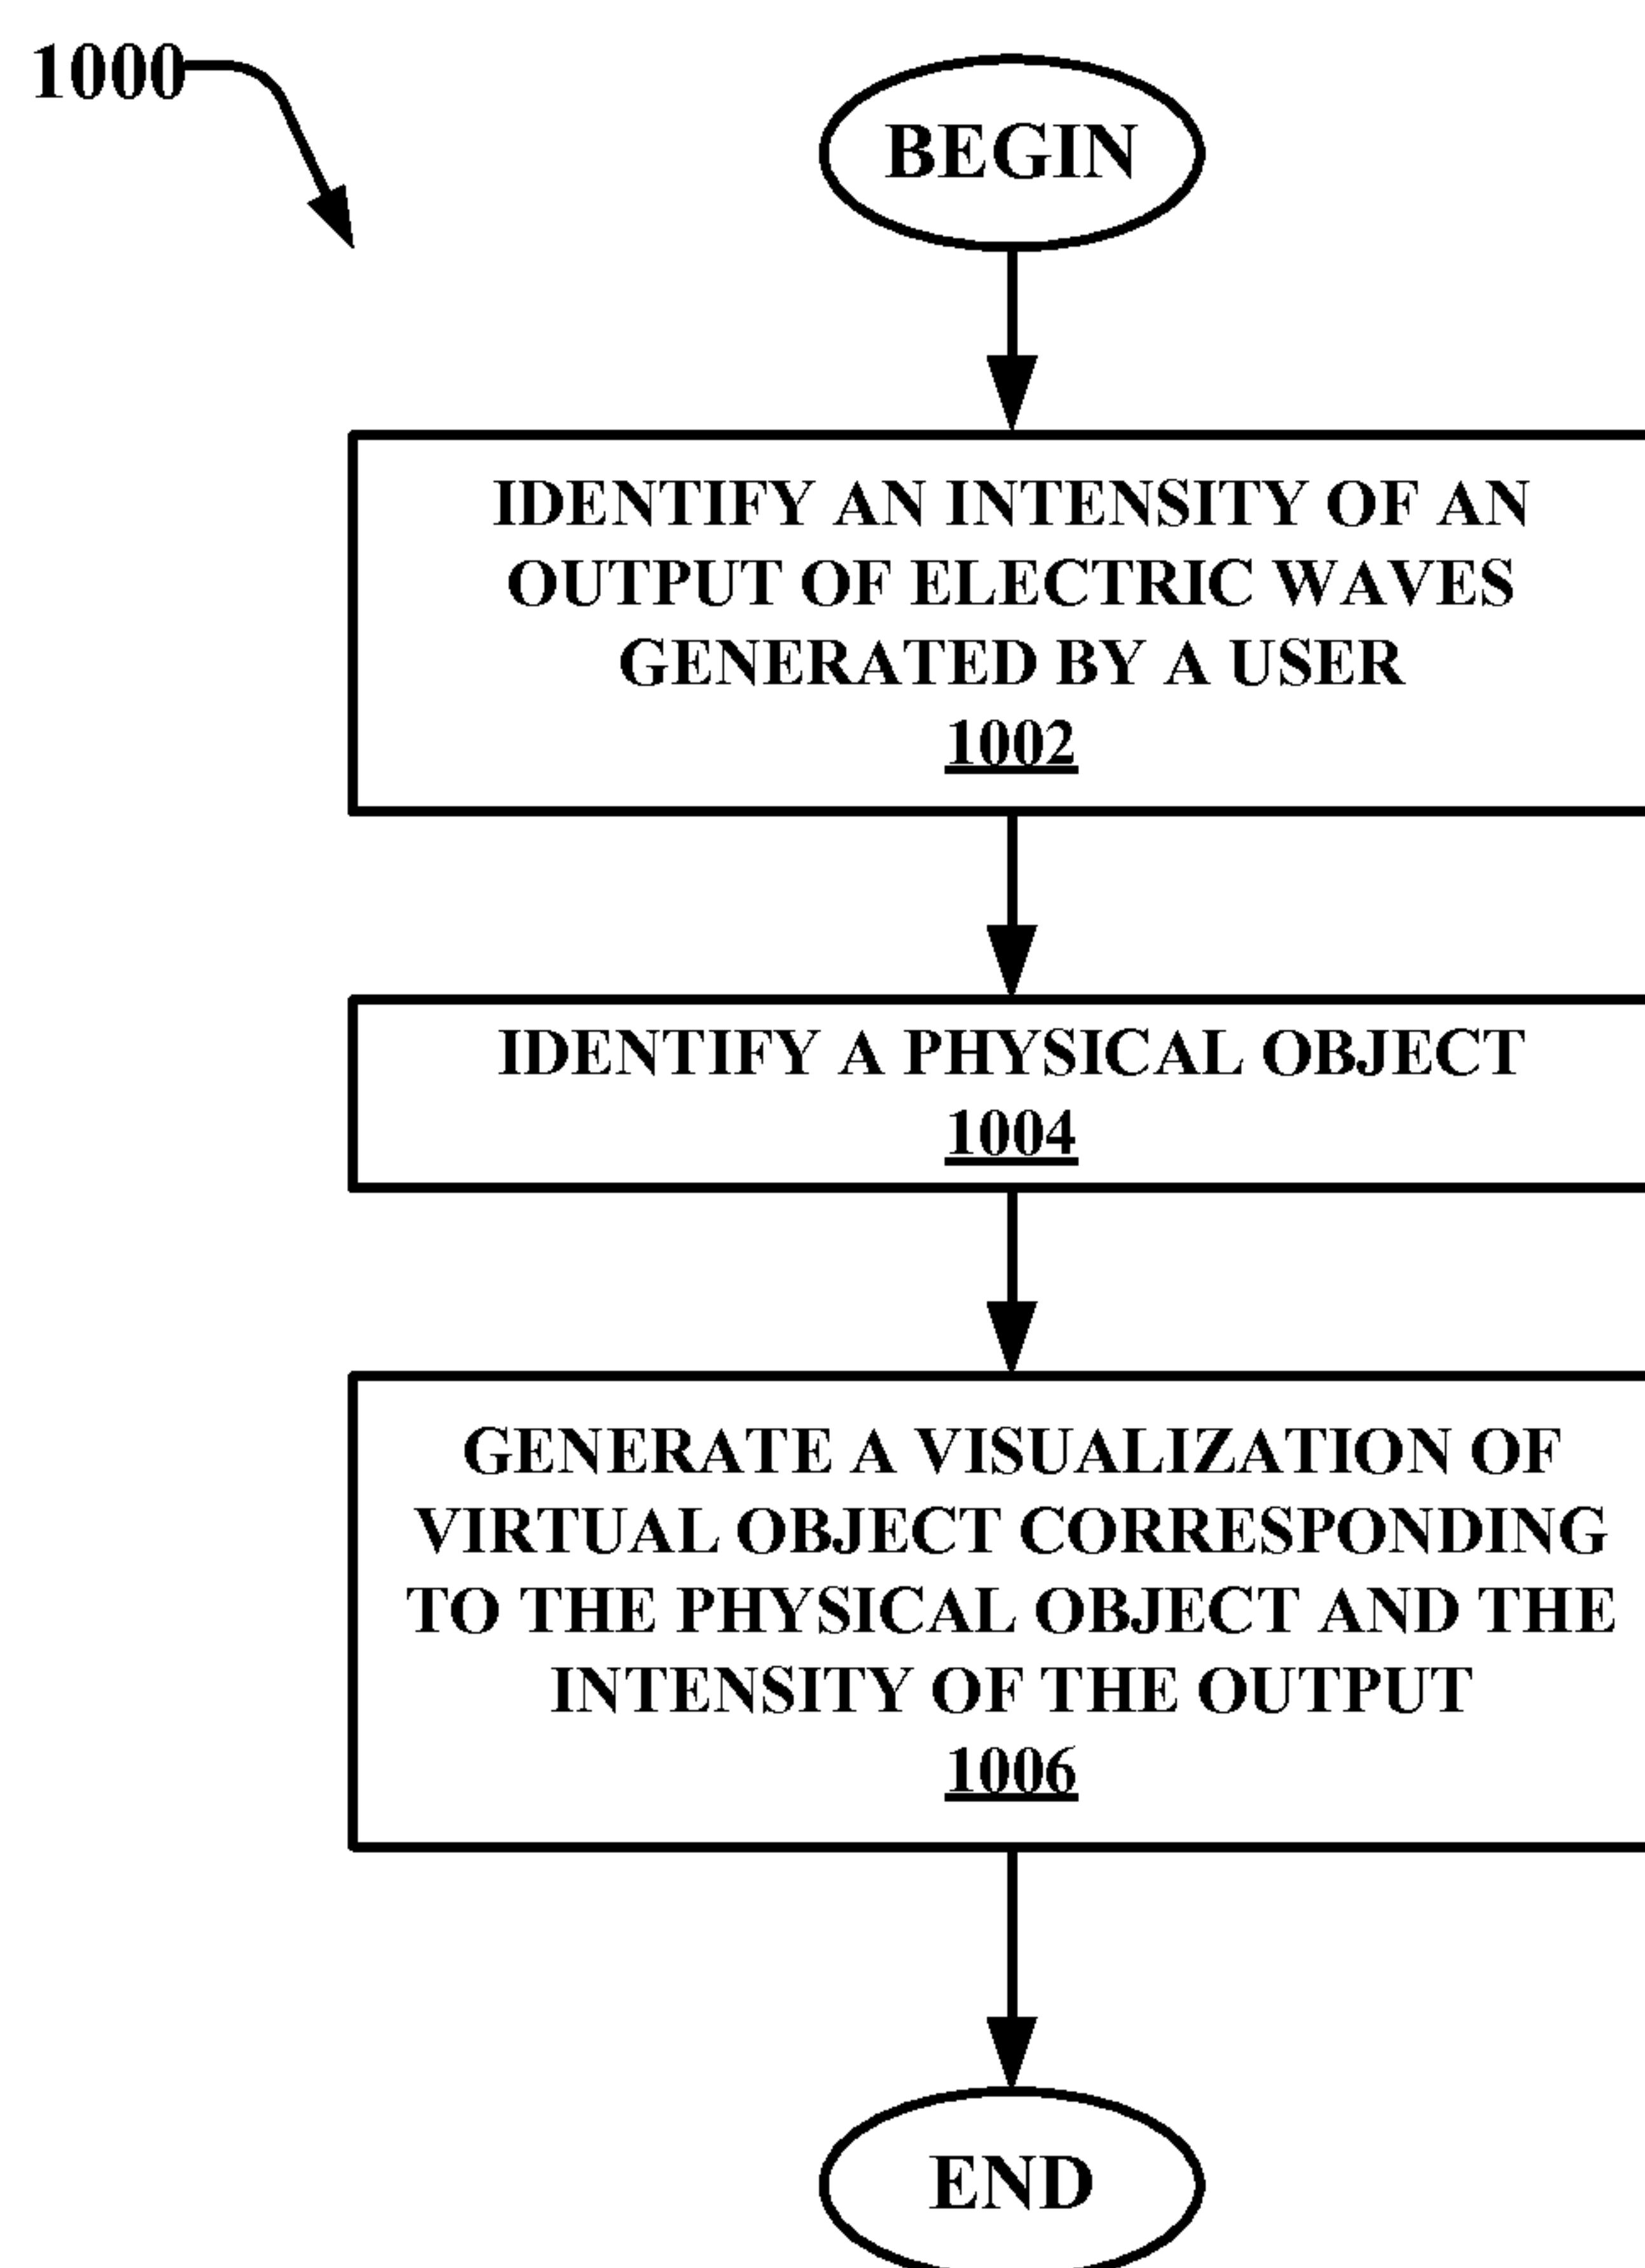 1000
BEGIN
IDENTIFY AN INTENSITY OF AN
OUTPUT OF ELECTRIC WAVES
GENERATED BY A USER
1002
IDENTIFY A PHYSICAL OBJECT
1004
GENERATE A VISUALIZATION OF
VIRTUAL OBJECT CORRESPONDING
TO THE PHYSICAL OBJECT AND THE
INTENSITY OF THE OUTPUT
1006
END